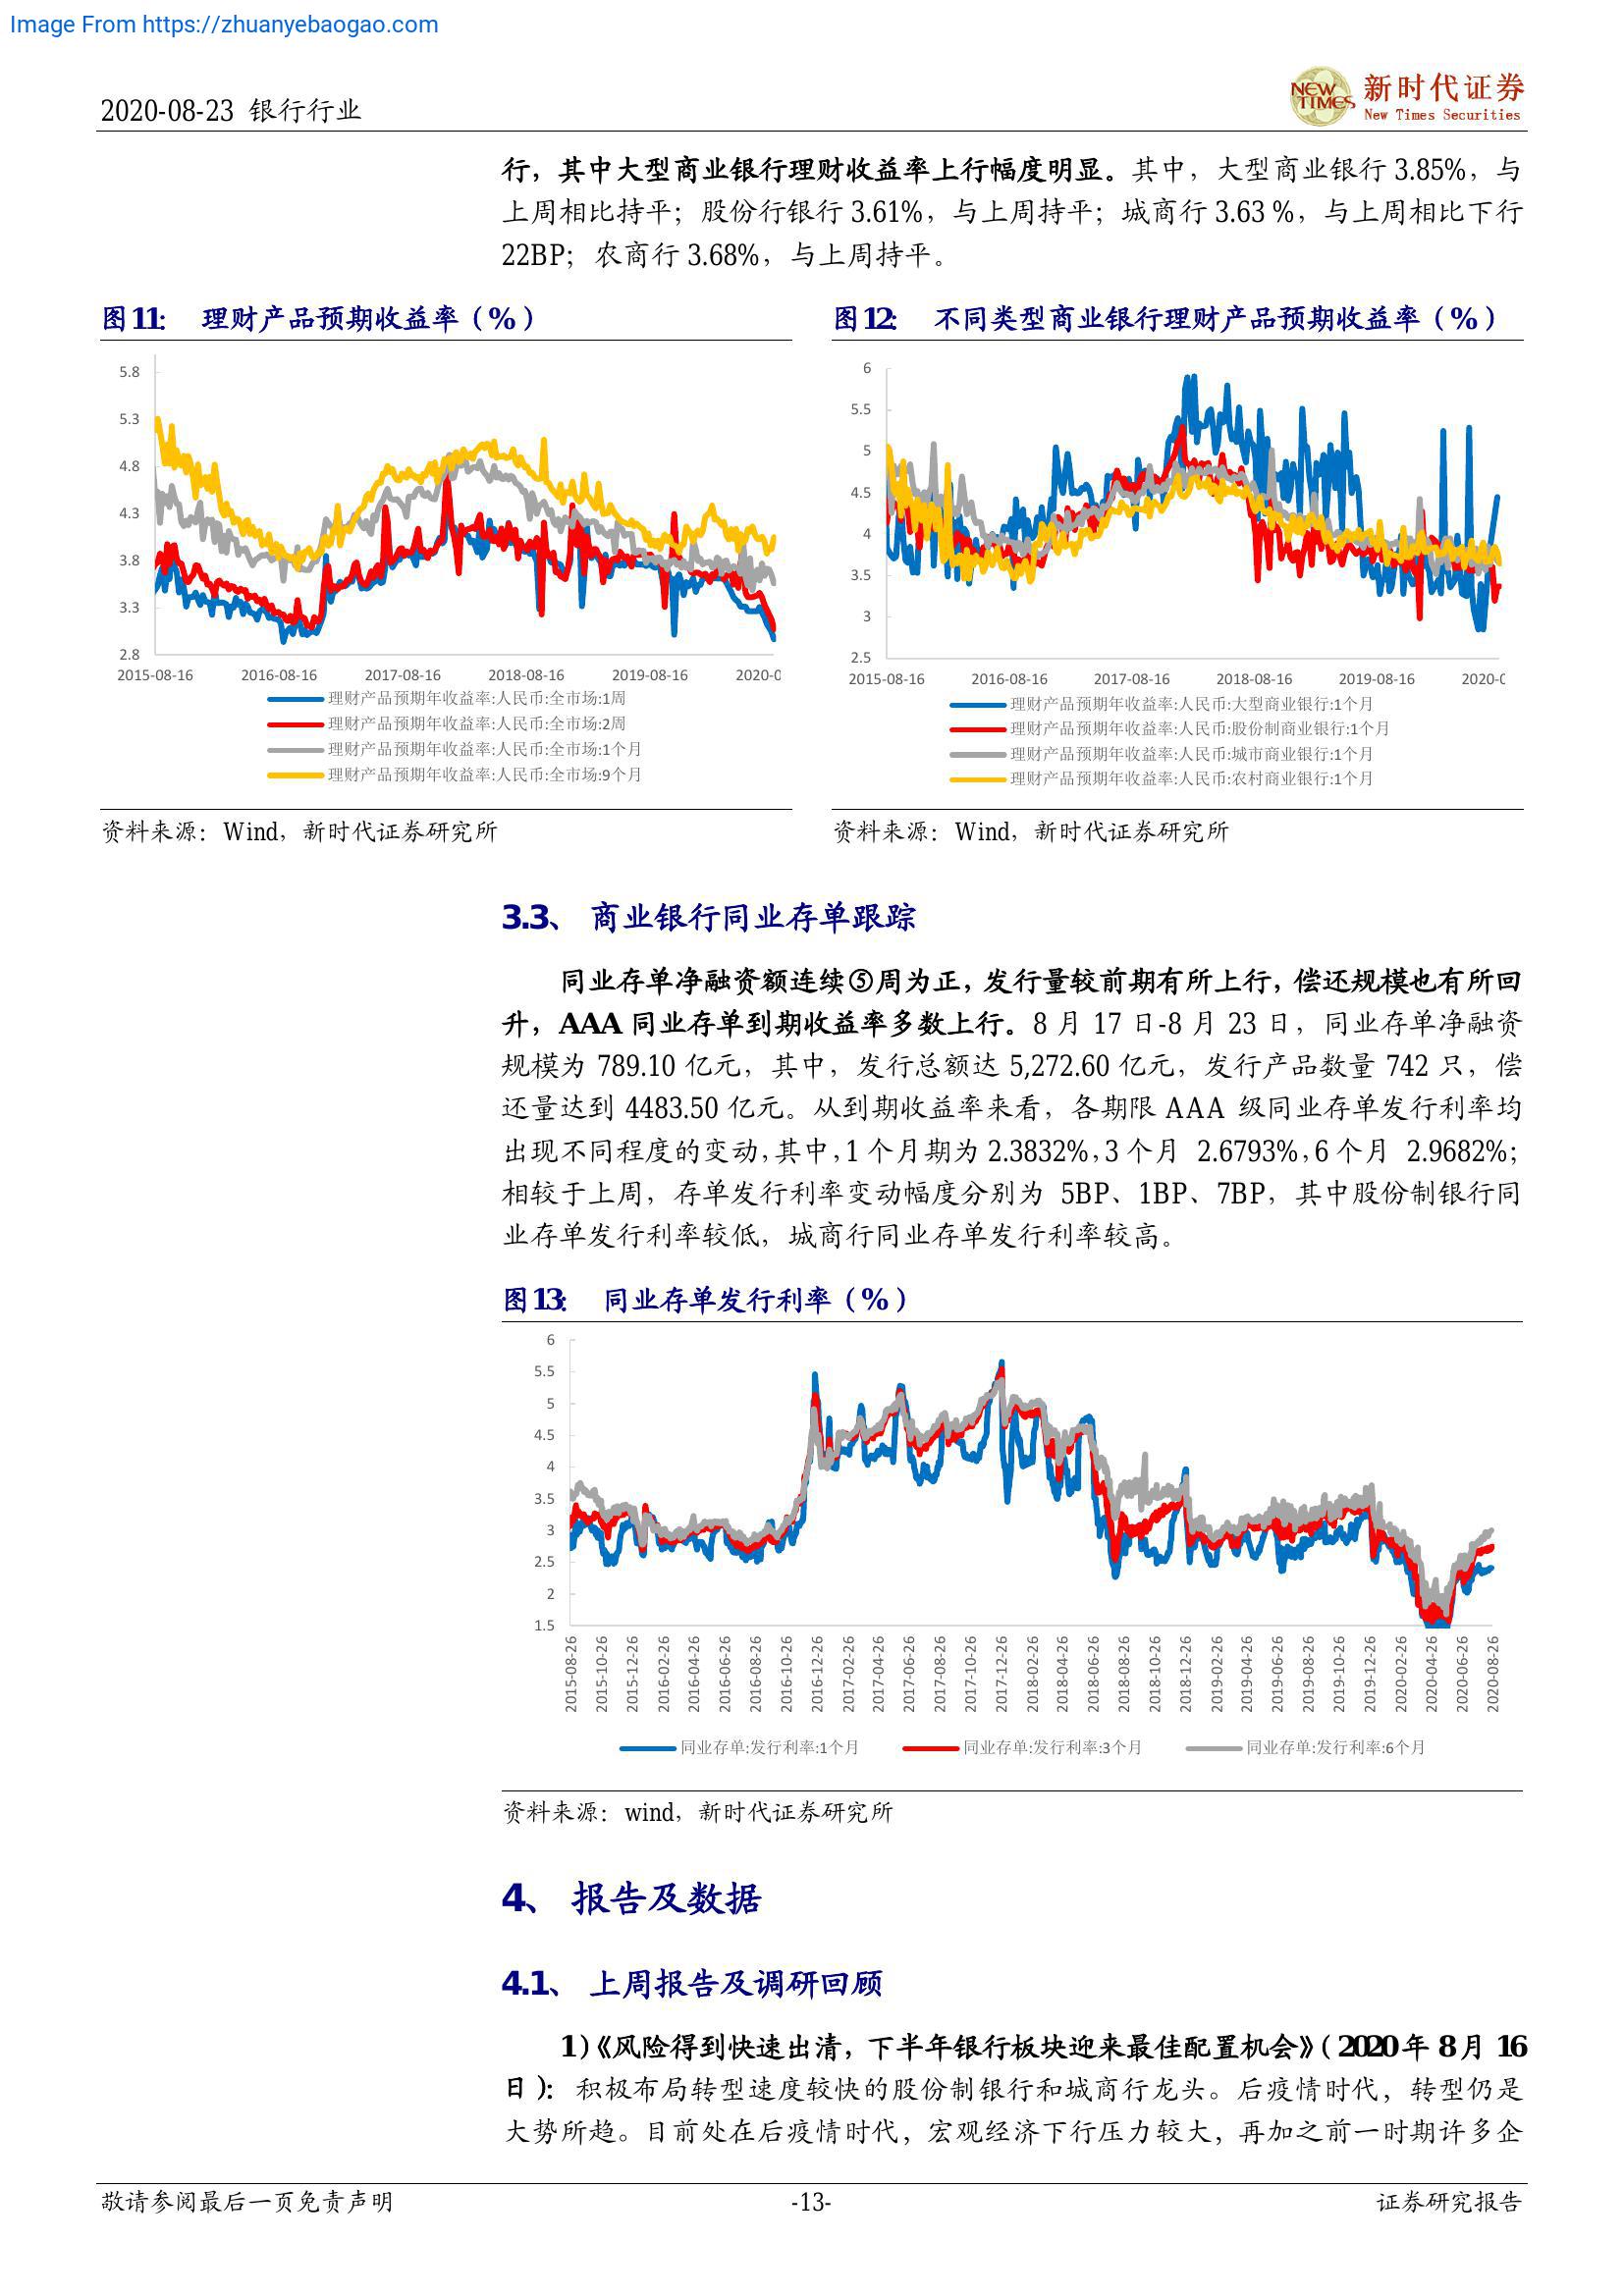 Image From https://zhuanyebaogao.com
2020-08-23 银行行业
NEW TIMES
新时代证券
New Times Securities
行，其中大型商业银行理财收益率上行幅度明显。其中，大型商业银行 3.85%，与
上周相比持平；股份行银行 3.61%，与上周持平；城商行 3.63 %，与上周相比下行
22BP；农商行 3.68%，与上周持平。
图11： 理财产品预期收益率（%）
5.8
5.3
4.8
4.3
3.8
3.3
2.8
2015-08-16 2016-08-16 2017-08-16 2018-08-16 2019-08-16 2020-0
理财产品预期年收益率:人民币:全市场:1周
理财产品预期年收益率:人民币:全市场:2周
理财产品预期年收益率:人民币:全市场:1个月
理财产品预期年收益率:人民币:全市场:9个月
资料来源：Wind，新时代证券研究所
图12： 不同类型商业银行理财产品预期收益率（%）
6
5.5
5
4.5
4
3.5
3
2.5
2015-08-16 2016-08-16 2017-08-16 2018-08-16 2019-08-16 2020-0
理财产品预期年收益率:人民币:大型商业银行:1个月
理财产品预期年收益率:人民币:股份制商业银行:1个月
理财产品预期年收益率:人民币:城市商业银行:1个月
理财产品预期年收益率:人民币:农村商业银行:1个月
资料来源：Wind，新时代证券研究所
3.3、 商业银行同业存单跟踪
同业存单净融资额连续⑤周为正，发行量较前期有所上行，偿还规模也有所回
升，AAA 同业存单到期收益率多数上行。8 月 17 日-8 月 23 日，同业存单净融资
规模为 789.10 亿元，其中，发行总额达 5,272.60 亿元，发行产品数量 742 只，偿
还量达到 4483.50 亿元。从到期收益率来看，各期限 AAA 级同业存单发行利率均
出现不同程度的变动，其中，1 个月期为 2.3832%，3 个月 2.6793%，6 个月 2.9682%；
相较于上周，存单发行利率变动幅度分别为 5BP、1BP、7BP，其中股份制银行同
业存单发行利率较低，城商行同业存单发行利率较高。
图13： 同业存单发行利率（%）
6
5.5
5
4.5
4
3.5
3
2.5
2
1.5
2015-08-26 2015-10-26 2015-12-26 2016-02-26 2016-04-26 2016-06-26 2016-08-26 2016-10-26 2016-12-26 2017-02-26 2017-04-26 2017-06-26 2017-08-26 2017-10-26 2017-12-26 2018-02-26 2018-04-26 2018-06-26 2018-08-26 2018-10-26 2018-12-26 2019-02-26 2019-04-26 2019-06-26 2019-08-26 2019-10-26 2019-12-26 2020-02-26 2020-04-26 2020-06-26 2020-08-26
同业存单:发行利率:1个月 同业存单:发行利率:3个月 同业存单:发行利率:6个月
资料来源：wind，新时代证券研究所
4、 报告及数据
4.1、 上周报告及调研回顾
1）《风险得到快速出清，下半年银行板块迎来最佳配置机会》（2020 年 8 月 16
日）：积极布局转型速度较快的股份制银行和城商行龙头。后疫情时代，转型仍是
大势所趋。目前处在后疫情时代，宏观经济下行压力较大，再加之前一时期许多企
敬请参阅最后一页免责声明
-13-
证券研究报告